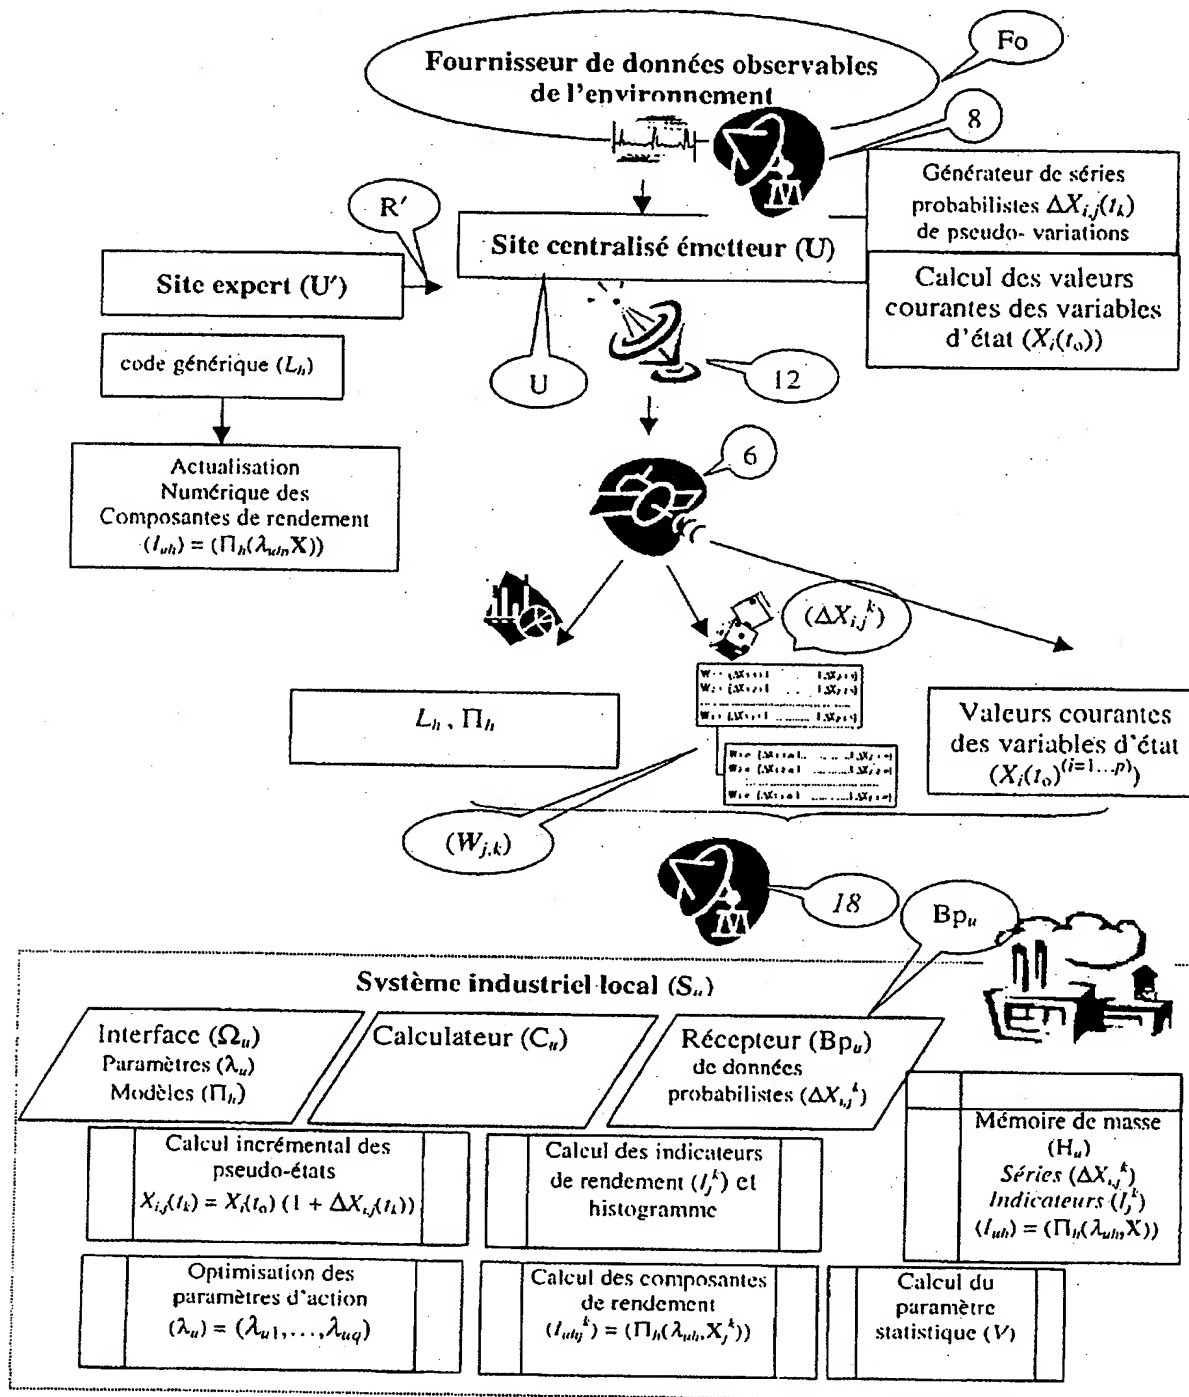 Fo
Fournisseur de données observables
de l'environnement
8
Générateur de séries
probabilistes ΔX_{i,j}(t_k)
de pseudo- variations
R'
Site centralisé émetteur (U)
Site expert (U')
Calcul des valeurs
courantes des variables
d'état (X_i(t_o))
code générique (L_h)
U
12
6
Actualisation
Numérique des
Composantes de rendement
(I_{uh}) = (Π_h(λ_{uh}, X))
(ΔX_{i,j}^k)
L_h , Π_h
Valeurs courantes
des variables d'état
(X_i(t_o)^{(i=1...p)})
(W_{j,k})
18
Bp_u
Système industriel local (S_u)
Interface (Ω_u)
Paramètres (λ_u)
Modèles (Π_h)
Calculateur (C_u)
Récepteur (Bp_u)
de données
probabilistes (ΔX_{i,j}^k)
Mémoire de masse
(H_u)
Séries (ΔX_{i,j}^k)
Indicateurs (I_j^k)
(I_{uh}) = (Π_h(λ_{uh}, X))
Calcul incrémental des
pseudo-états
X_{i,j}(t_k) = X_i(t_o) (1 + ΔX_{i,j}(t_k))
Calcul des indicateurs
de rendement (I_j^k) et
histogramme
Optimisation des
paramètres d'action
(λ_u) = (λ_{u1},…,λ_{uq})
Calcul des composantes
de rendement
(I_{uhj}^k) = (Π_h(λ_{uh}, X_j^k))
Calcul du
paramètre
statistique (V)